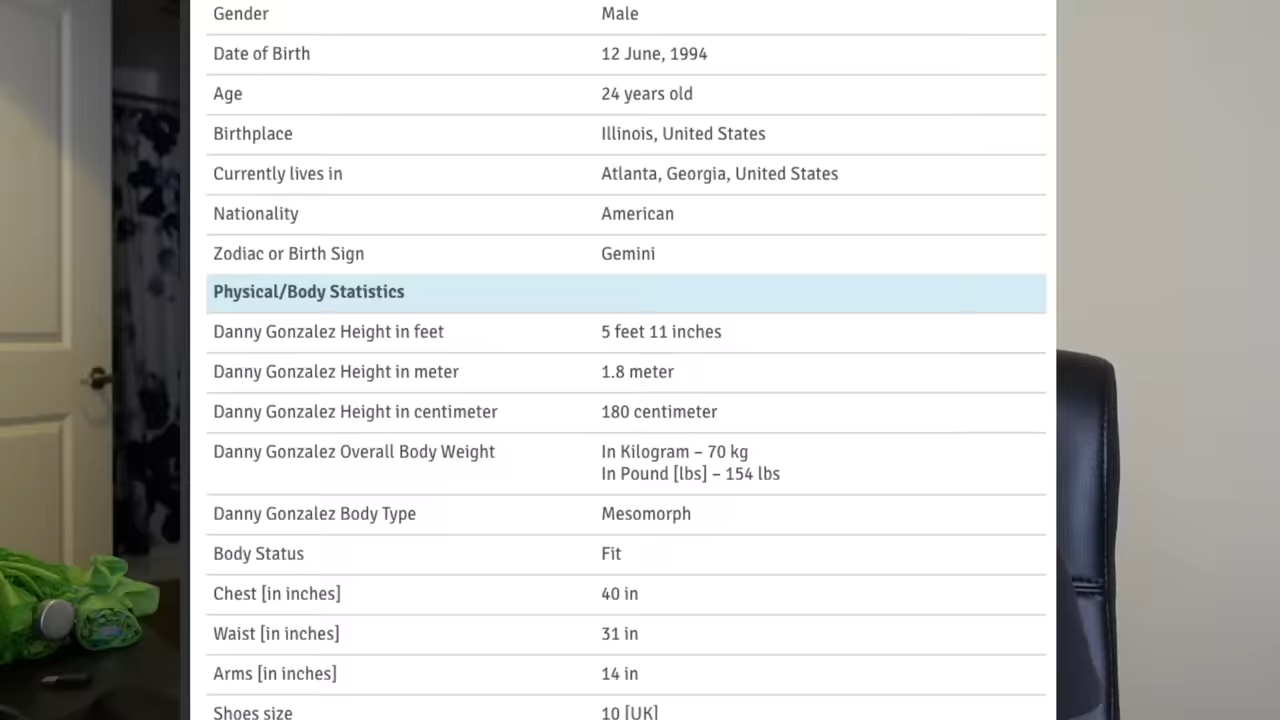 Gender Male
Date of Birth 12 June, 1994
Age 24 years old
Birthplace Illinois, United States
Currently lives in Atlanta, Georgia, United States
Nationality American
Zodiac or Birth Sign Gemini
Physical/Body Statistics
Danny Gonzalez Height in feet 5 feet 11 inches
Danny Gonzalez Height in meter 1.8 meter
Danny Gonzalez Height in centimeter 180 centimeter
Danny Gonzalez Overall Body Weight In Kilogram – 70 kg
In Pound [lbs] – 154 lbs
Danny Gonzalez Body Type Mesomorph
Body Status Fit
Chest [in inches] 40 in
Waist [in inches] 31 in
Arms [in inches] 14 in
Shoes size 10 [UK]